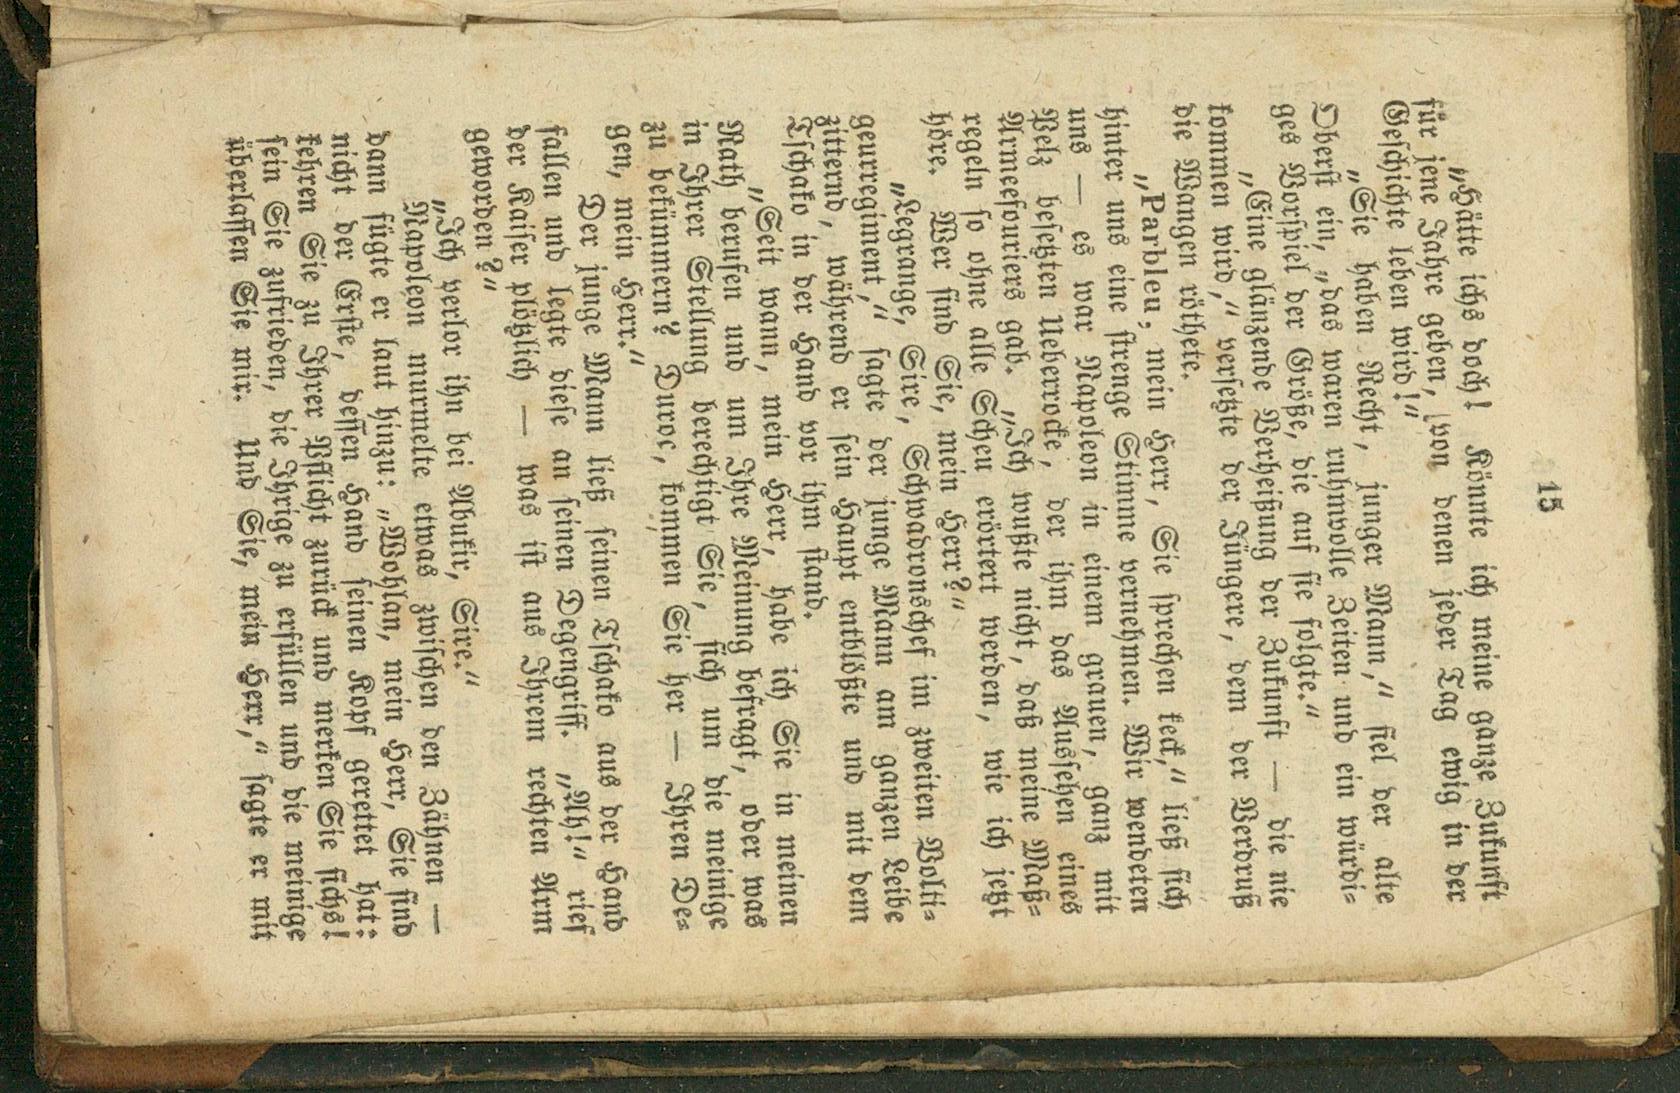 15
„Hätte ichs doch! Könnte ich meine ganze Zukunft
für jene Jahre geben, von denen jeder Tag ewig in der
Geschichte leben wird!“
„Sie haben Recht, junger Mann,“ fiel der alte
Oberst ein, „das waren ruhmvolle Zeiten und ein würdi=
ges Vorspiel der Größe, die auf sie folgte.“
„Eine glänzende Verheißung der Zukunft — die nie
kommen wird,“ versetzte der Jüngere, dem der Verdruß
die Wangen röthete.
„Parbleu, mein Herr, Sie sprechen keck,“ ließ sich
hinter uns eine strenge Stimme vernehmen. Wir wendeten
uns — es war Napoleon in einem grauen, ganz mit
Pelz besetzten Ueberrocke, der ihm das Aussehen eines
Armeekouriers gab. „Ich wußte nicht, daß meine Maß=
regeln so ohne alle Scheu erörtert werden, wie ich jetzt
höre. Wer sind Sie, mein Herr?“
„Legrange, Sire, Schwadronschef im zweiten Volti=
geurregiment,“ sagte der junge Mann am ganzen Leibe
zitternd, während er sein Haupt entblößte und mit dem
Tschako in der Hand vor ihm stand.
„Seit wann, mein Herr, habe ich Sie in meinen
Rath berufen und um Ihre Meinung befragt, oder was
in Ihrer Stellung berechtigt Sie, sich um die meinige
zu bekümmern? Duroc, kommen Sie her — Ihren De=
gen, mein Herr.“
Der junge Mann ließ seinen Tschako aus der Hand
fallen und legte diese an seinen Degengriff. „Ah!“ rief
der Kaiser plötzlich — was ist aus Ihrem rechten Arm
geworden?“
„Ich verlor ihn bei Abukir, Sire.“
Napoleon murmelte etwas zwischen den Zähnen —
dann fügte er laut hinzu: „Wohlan, mein Herr, Sie sind
nicht der Erste, dessen Hand seinen Kopf gerettet hat:
kehren Sie zu Ihrer Pflicht zurück und merken Sie sichs!
sein Sie zufrieden, die Ihrige zu erfüllen und die meinige
überlassen Sie mir. Und Sie, mein Herr,“ sagte er mit